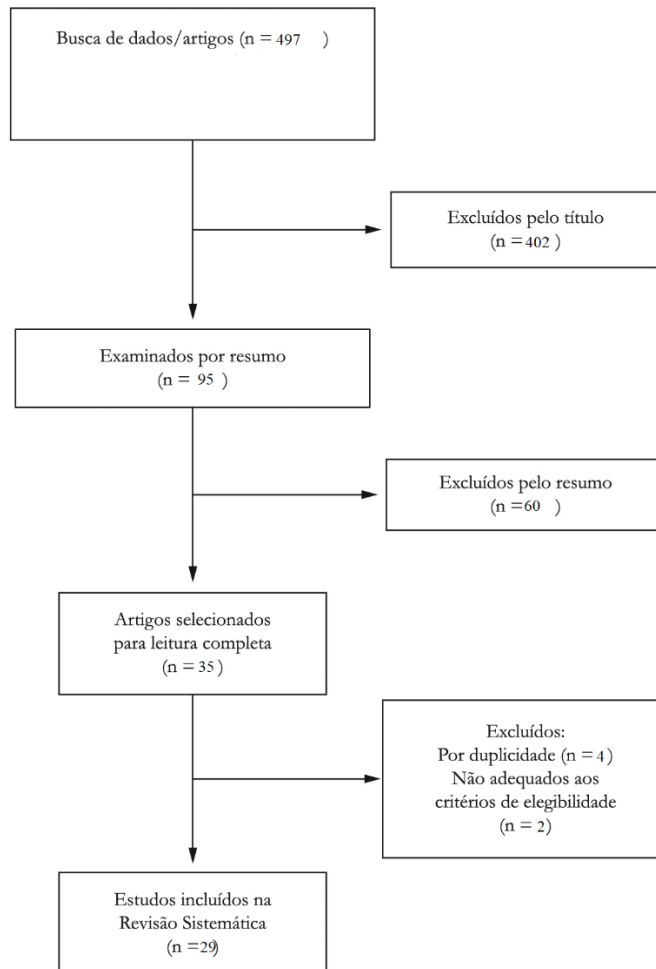 Busca de dados/artigos (n = 497 )
Excluídos pelo título
(n =402 )
Examinados por resumo
(n = 95 )
Excluídos pelo resumo
(n =60 )
Artigos selecionados
para leitura completa
(n = 35 )
Excluídos:
Por duplicidade (n = 4 )
Não adequados aos
critérios de elegibilidade
(n = 2 )
Estudos incluídos na
Revisão Sistemática
(n =29)